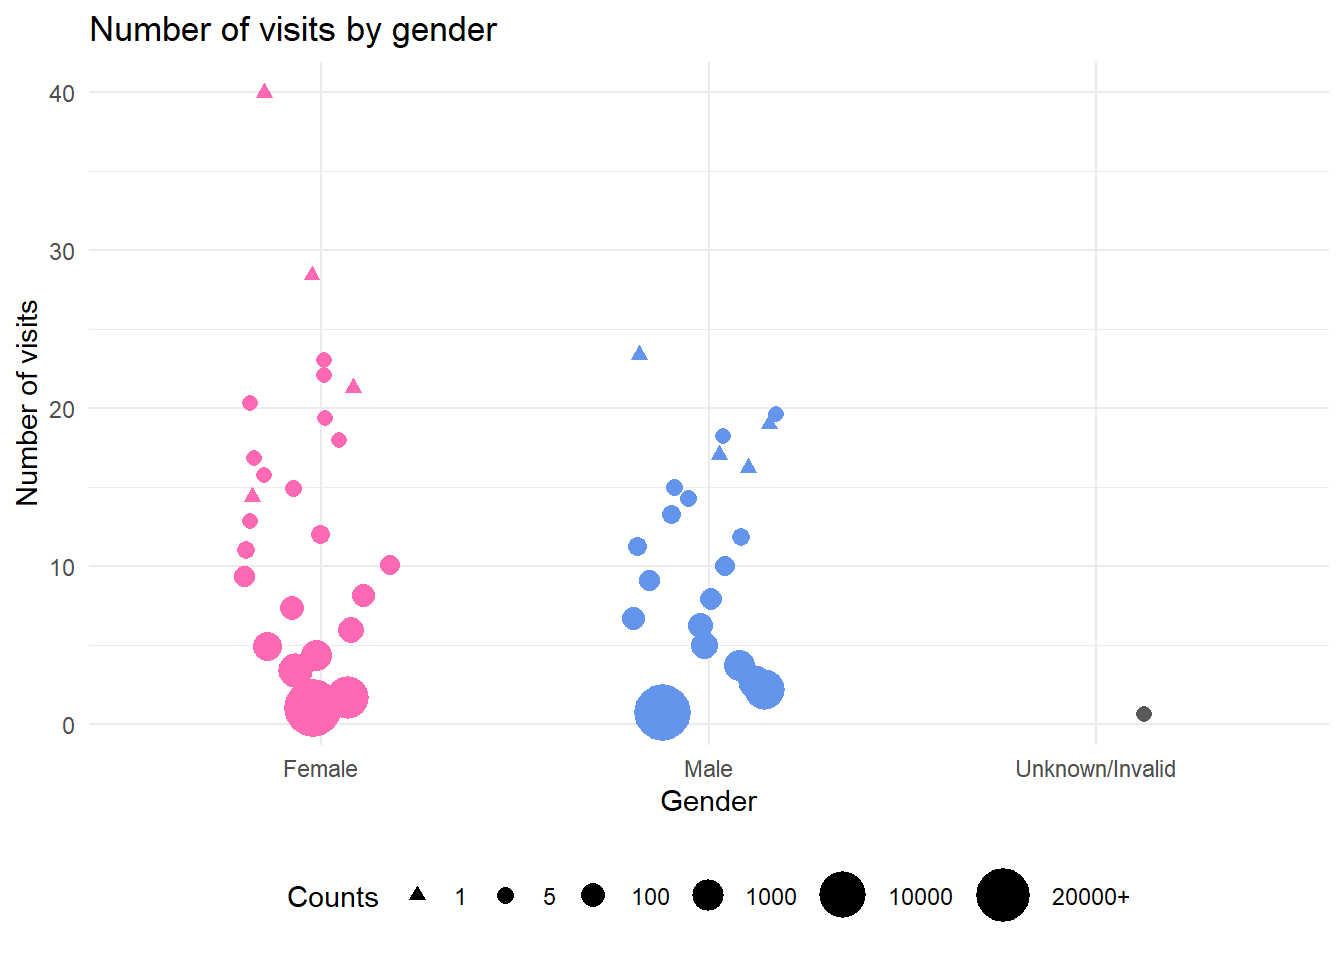 Number of visits by gender
40
30
20
10
0
Number of visits
Female Male Unknown/Invalid
Gender
Counts 1 5 100 1000 10000 20000+